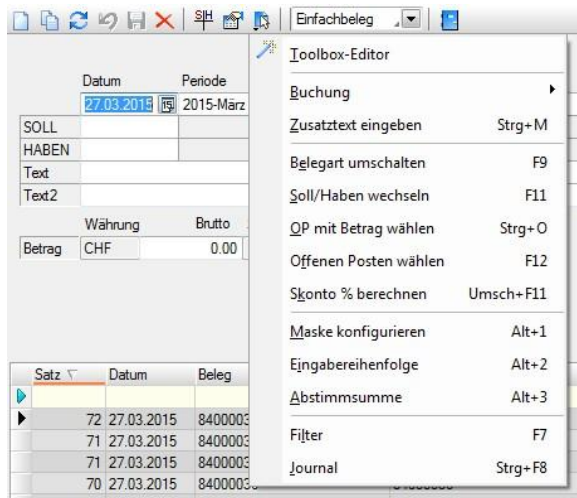 SH Einfachbeleg
Toolbox-Editor
Datum Periode
27.03.2015 2015-März
Buchung
Zusatztext eingeben Strg+M
SOLL
HABEN
Text
Text2
Belegart umschalten F9
Soll/Haben wechseln F11
Währung Brutto
OP mit Betrag wählen Strg+O
Betrag CHF 0.00
Offenen Posten wählen F12
Skonto % berechnen Umsch+F11
Maske konfigurieren Alt+1
Eingabereihenfolge Alt+2
Abstimmsumme Alt+3
Filter F7
Journal Strg+F8
Satz Datum Beleg
72 27.03.2015 8400003
71 27.03.2015 8400003
71 27.03.2015 8400003
70 27.03.2015